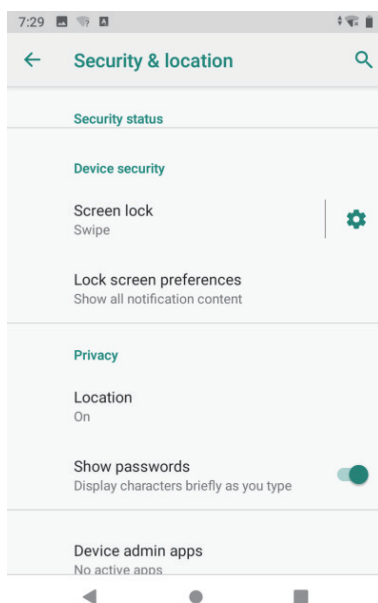 7:29
Security & location
Security status
Device security
Screen lock
Swipe
Lock screen preferences
Show all notification content
Privacy
Location
On
Show passwords
Display characters briefly as you type
Device admin apps
No active apps